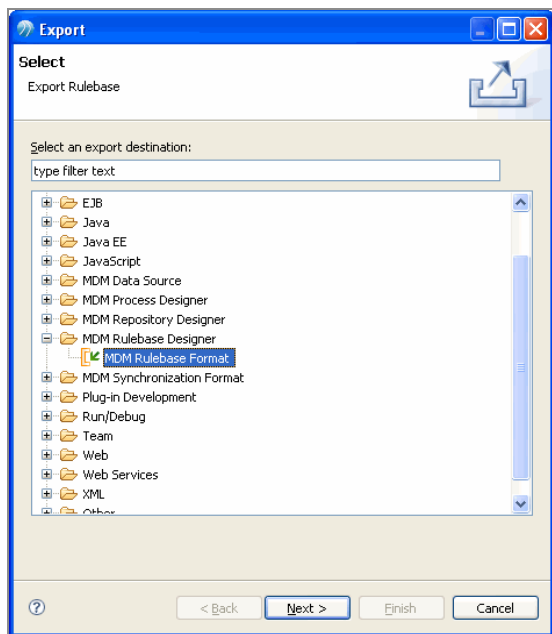 Export
Select
Export Rulebase
Select an export destination:
type filter text
EJB
Java
Java EE
JavaScript
MDM Data Source
MDM Process Designer
MDM Repository Designer
MDM Rulebase Designer
MDM Rulebase Format
MDM Synchronization Format
Plug-in Development
Run/Debug
Team
Web
Web Services
XML
Other
? < Back Next > Finish Cancel